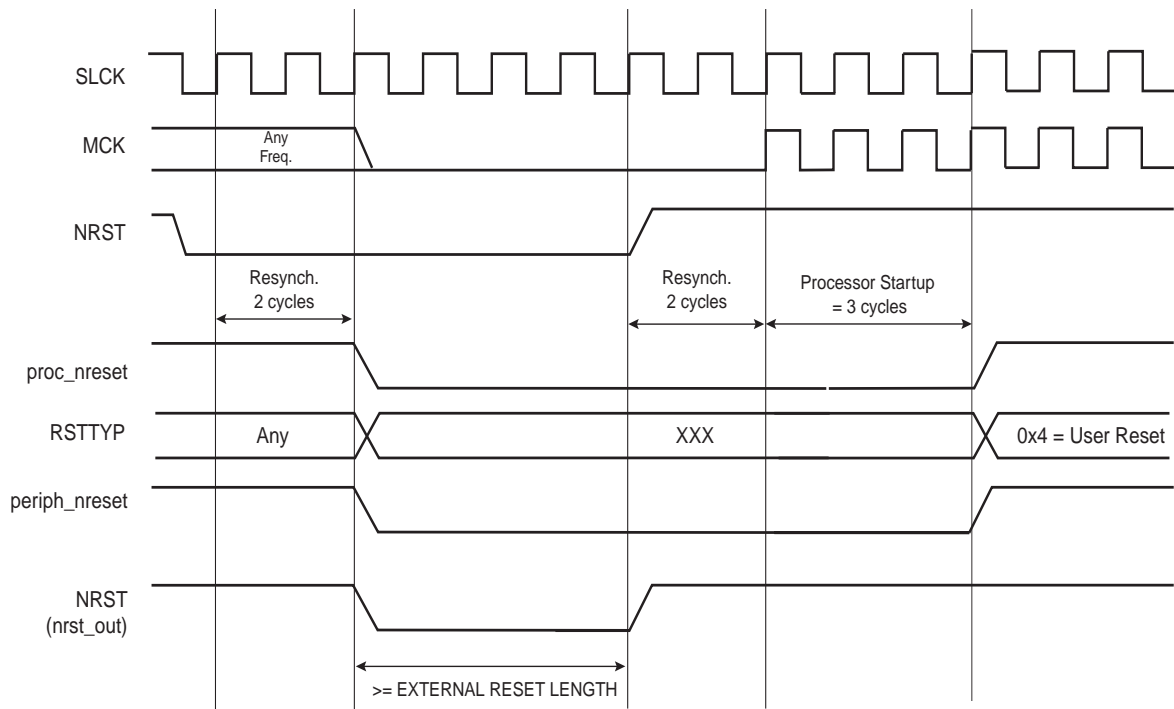 SLCK
MCK
Any
Freq.
NRST
Resynch.
2 cycles
Resynch.
2 cycles
Processor Startup
= 3 cycles
proc_nreset
RSTTYP
Any
XXX
0x4 = User Reset
periph_nreset
NRST
(nrst_out)
>= EXTERNAL RESET LENGTH